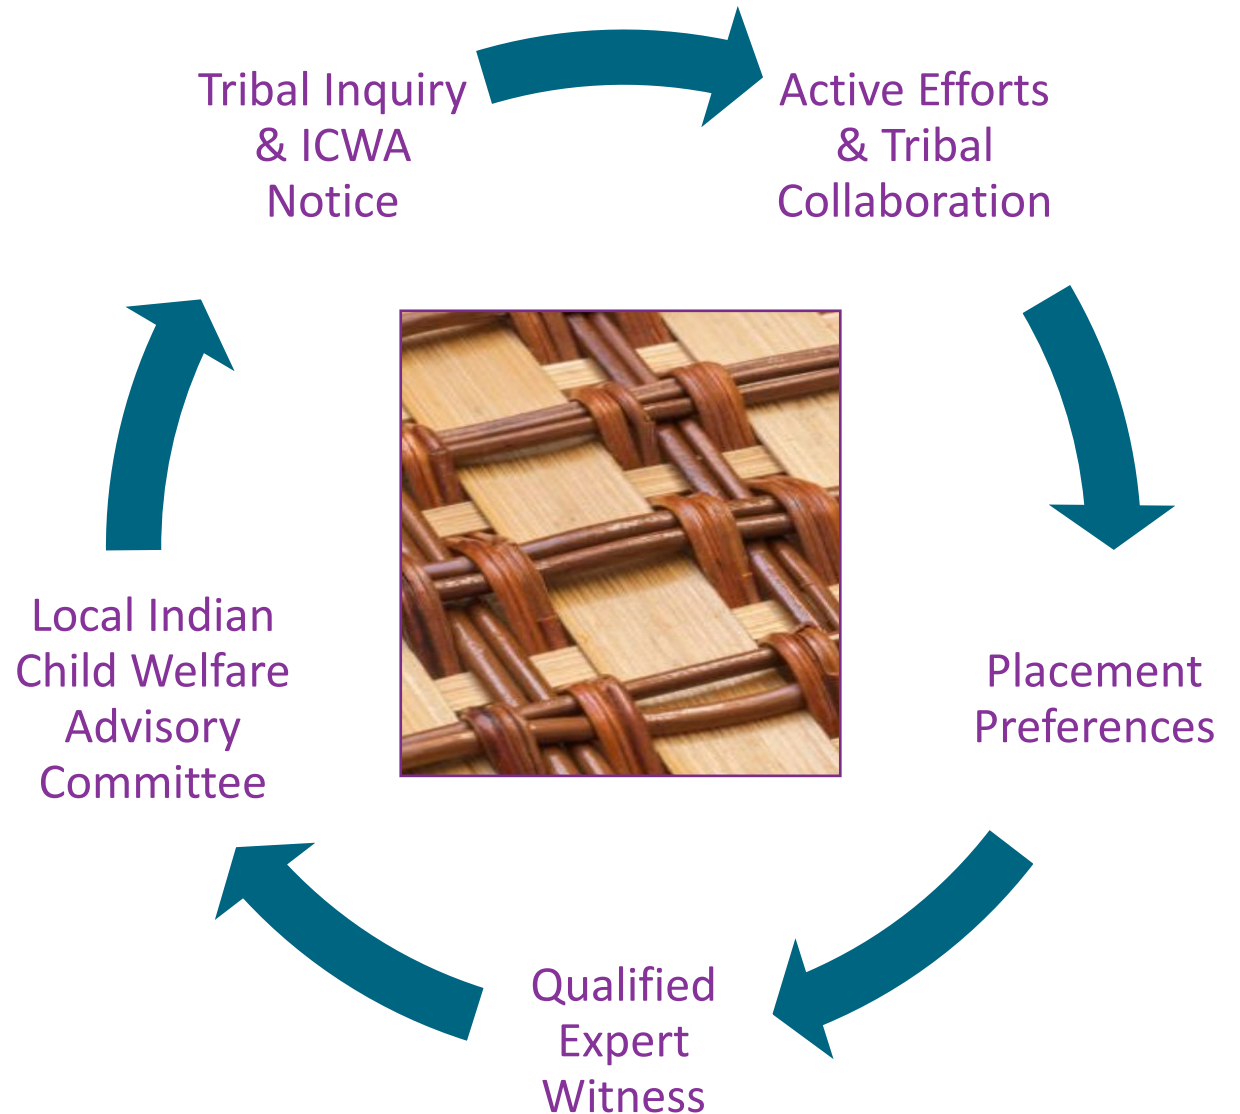 Tribal Inquiry
& ICWA
Notice
Active Efforts
& Tribal
Collaboration
Placement
Preferences
Qualified
Expert
Witness
Local Indian
Child Welfare
Advisory
Committee